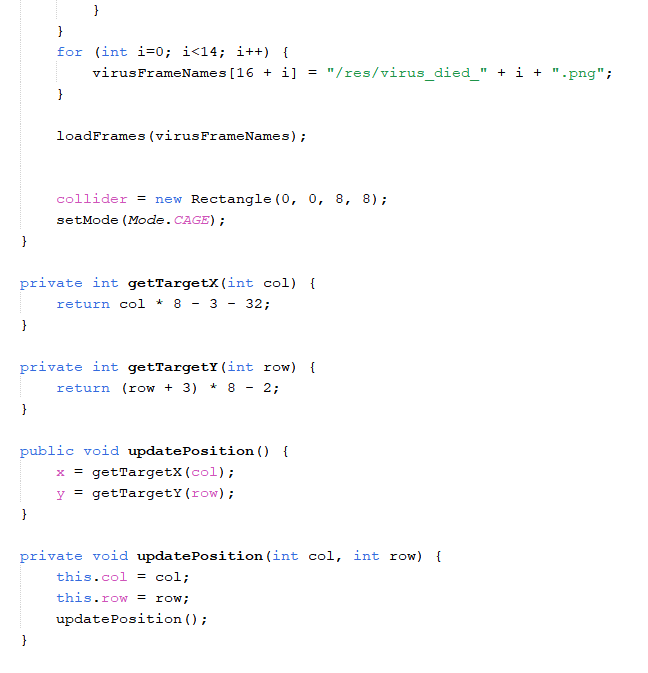 }
    }
    for (int i=0; i<14; i++) {
        virusFrameNames[16 + i] = "/res/virus_died_" + i + ".png";
    }

    loadFrames(virusFrameNames);


    collider = new Rectangle(0, 0, 8, 8);
    setMode(Mode.CAGE);
}

private int getTargetX(int col) {
    return col * 8 - 3 - 32;
}

private int getTargetY(int row) {
    return (row + 3) * 8 - 2;
}

public void updatePosition() {
    x = getTargetX(col);
    y = getTargetY(row);
}

private void updatePosition(int col, int row) {
    this.col = col;
    this.row = row;
    updatePosition();
}